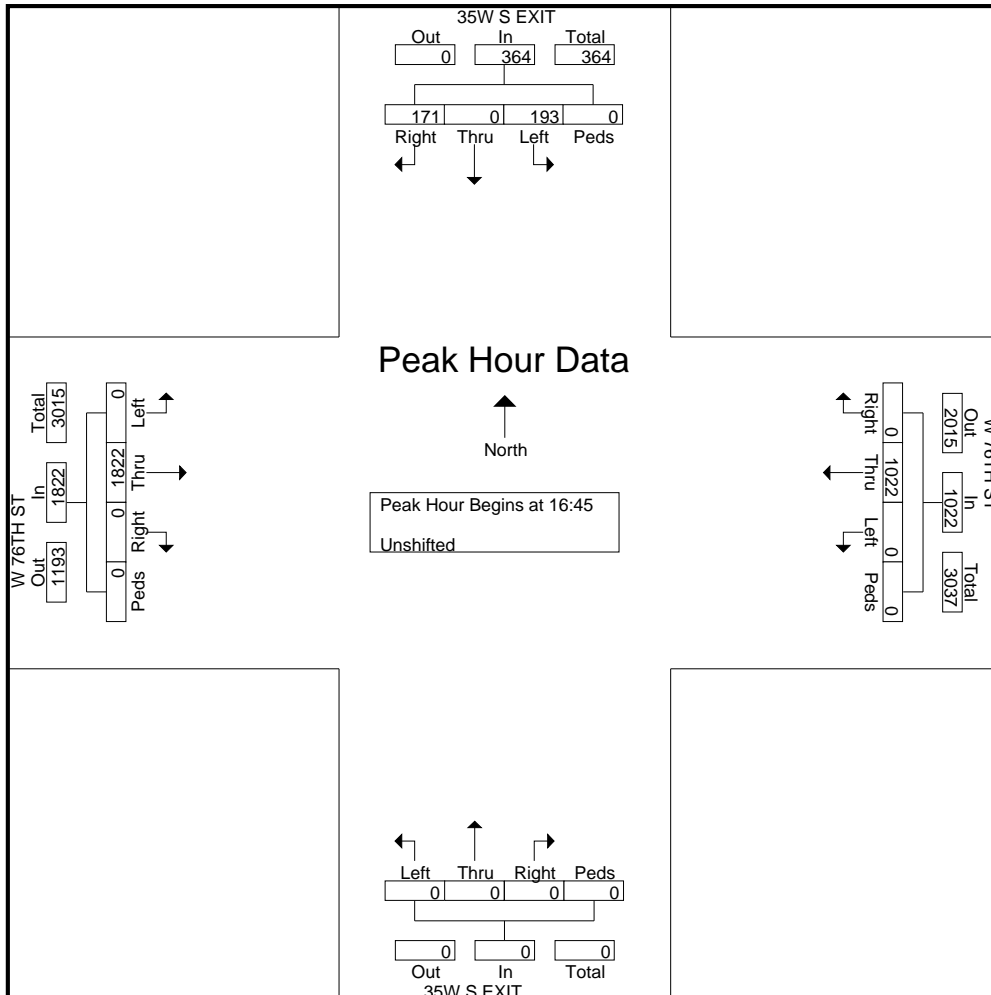 35W S EXIT
Out In Total
0 364 364
171 0 193 0
Right Thru Left Peds
Peak Hour Data
North
Peak Hour Begins at 16:45
Unshifted
W 76TH ST
Total In Out
3015 1822 1193
0 1822 0 0
Left Thru Right Peds
W 76TH ST
Out In Total
2015 1022 3037
0 1022 0 0
Right Thru Left Peds
Left Thru Right Peds
0 0 0 0
0 0 0
Out In Total
35W S EXIT